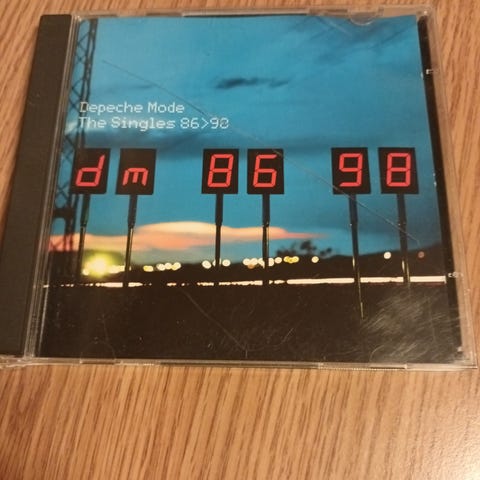 Depeche Mode
The Singles 86>98
dm 86 98